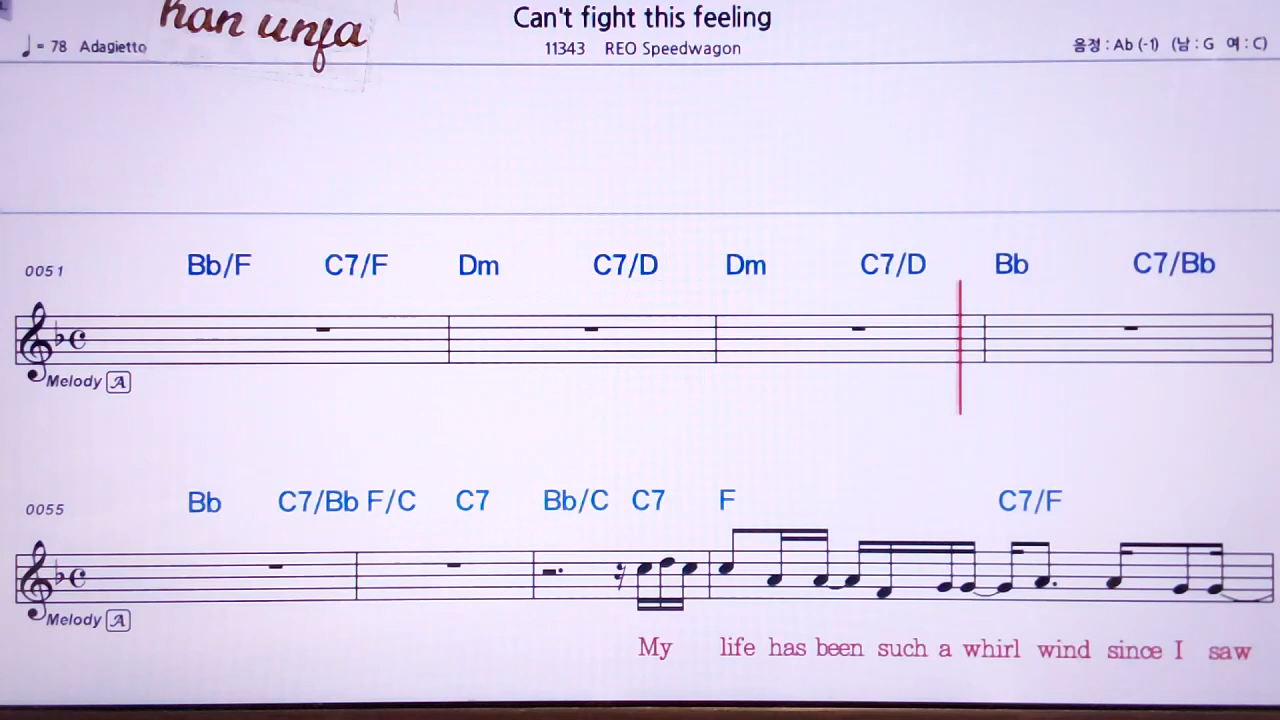 han unfa
Can't fight this feeling
♩ = 78 Adagietto
11343 REO Speedwagon
음정 : Ab (-1) (남 : G 여 : C)
0051 Bb/F C7/F Dm C7/D Dm C7/D Bb C7/Bb
Melody A
0055 Bb C7/Bb F/C C7 Bb/C C7 F C7/F
Melody A
My life has been such a whirl wind since I saw